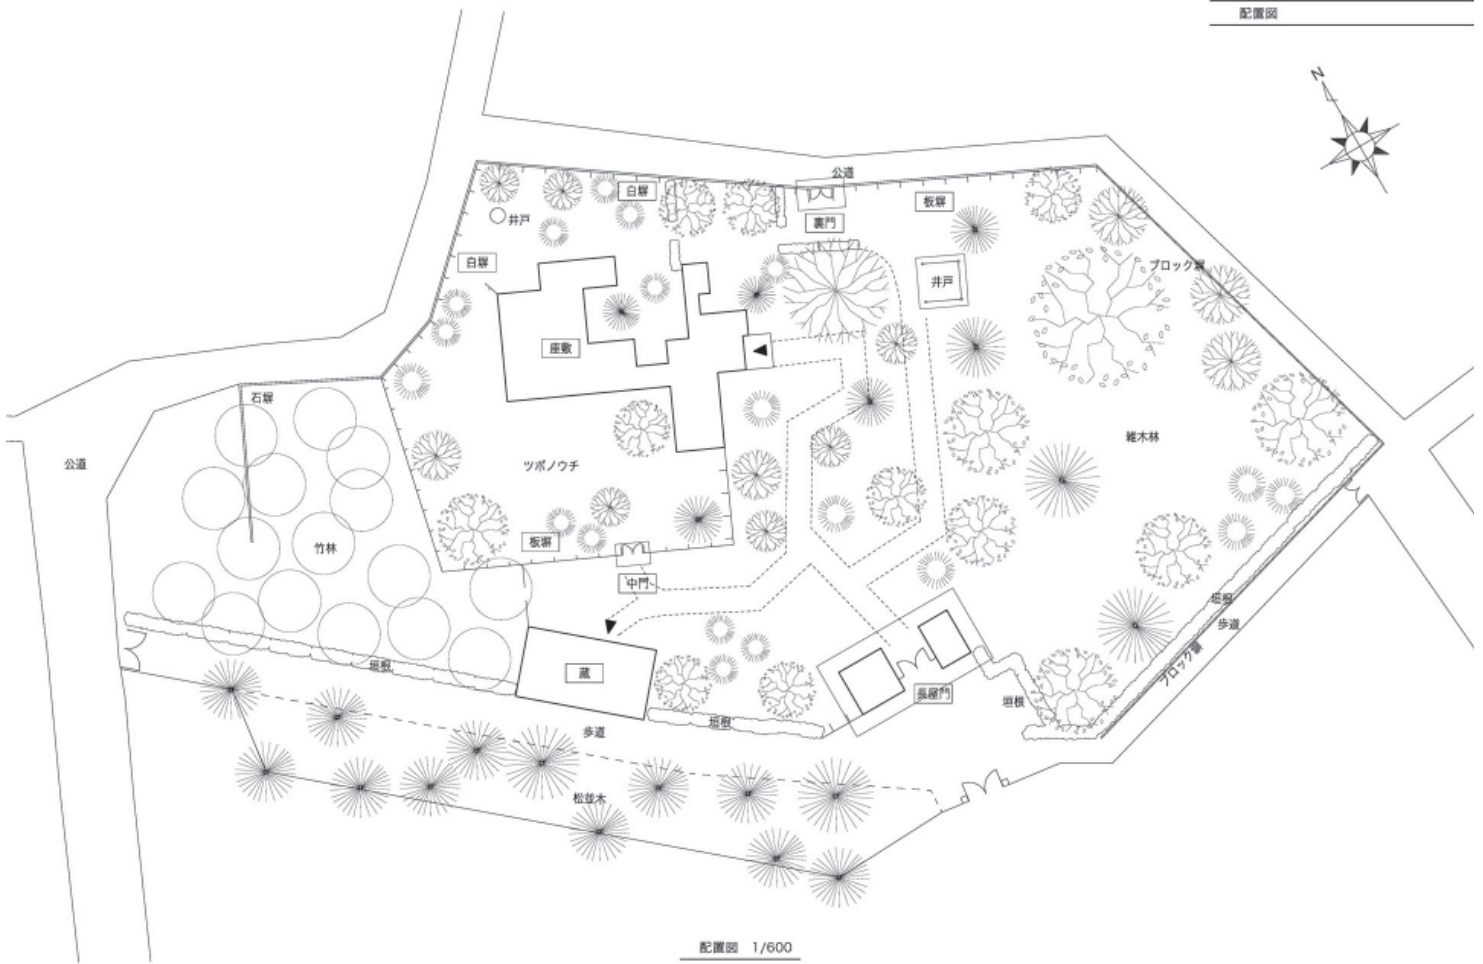 配置図
N
公道
白塀
裏門
板塀
井戸
白塀
ブロック塀
井戸
座敷
石塀
公道
ツボノウチ
雑木林
板塀
竹林
中門
垣根
歩道
ブロック塀
垣根
蔵
長屋門
垣根
垣根
歩道
松並木
配置図 1/600